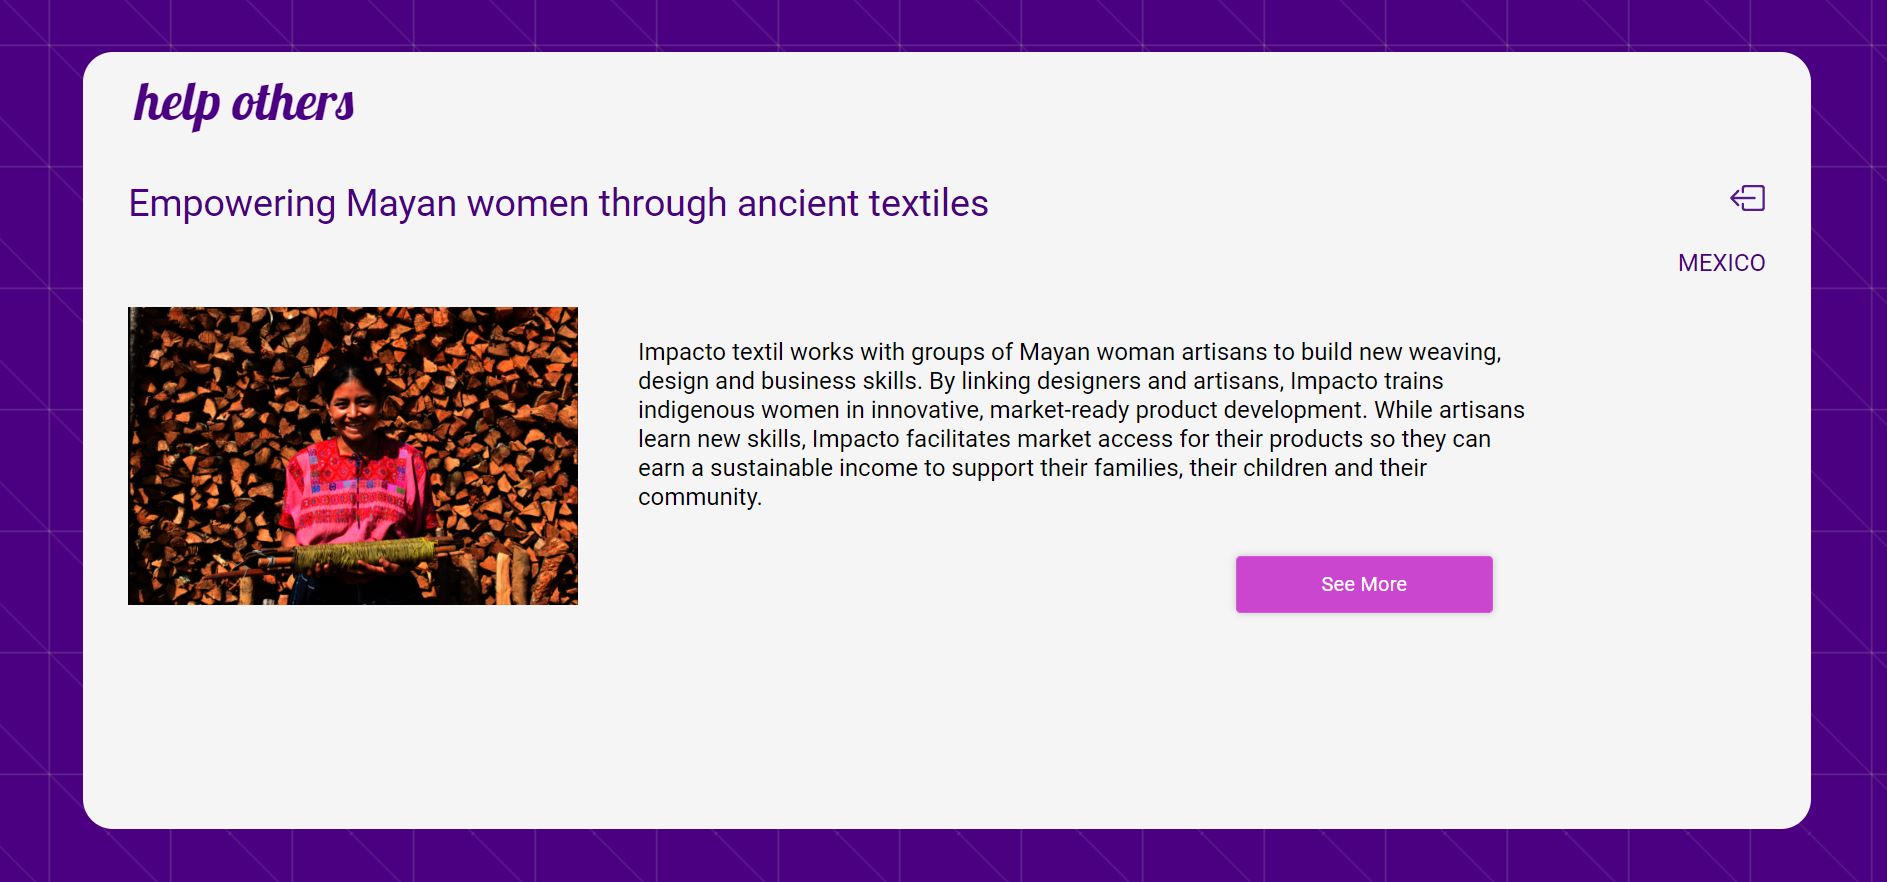 help others
Empowering Mayan women through ancient textiles
MEXICO
Impacto textil works with groups of Mayan woman artisans to build new weaving,
design and business skills. By linking designers and artisans, Impacto trains
indigenous women in innovative, market-ready product development. While artisans
learn new skills, Impacto facilitates market access for their products so they can
earn a sustainable income to support their families, their children and their
community.
See More